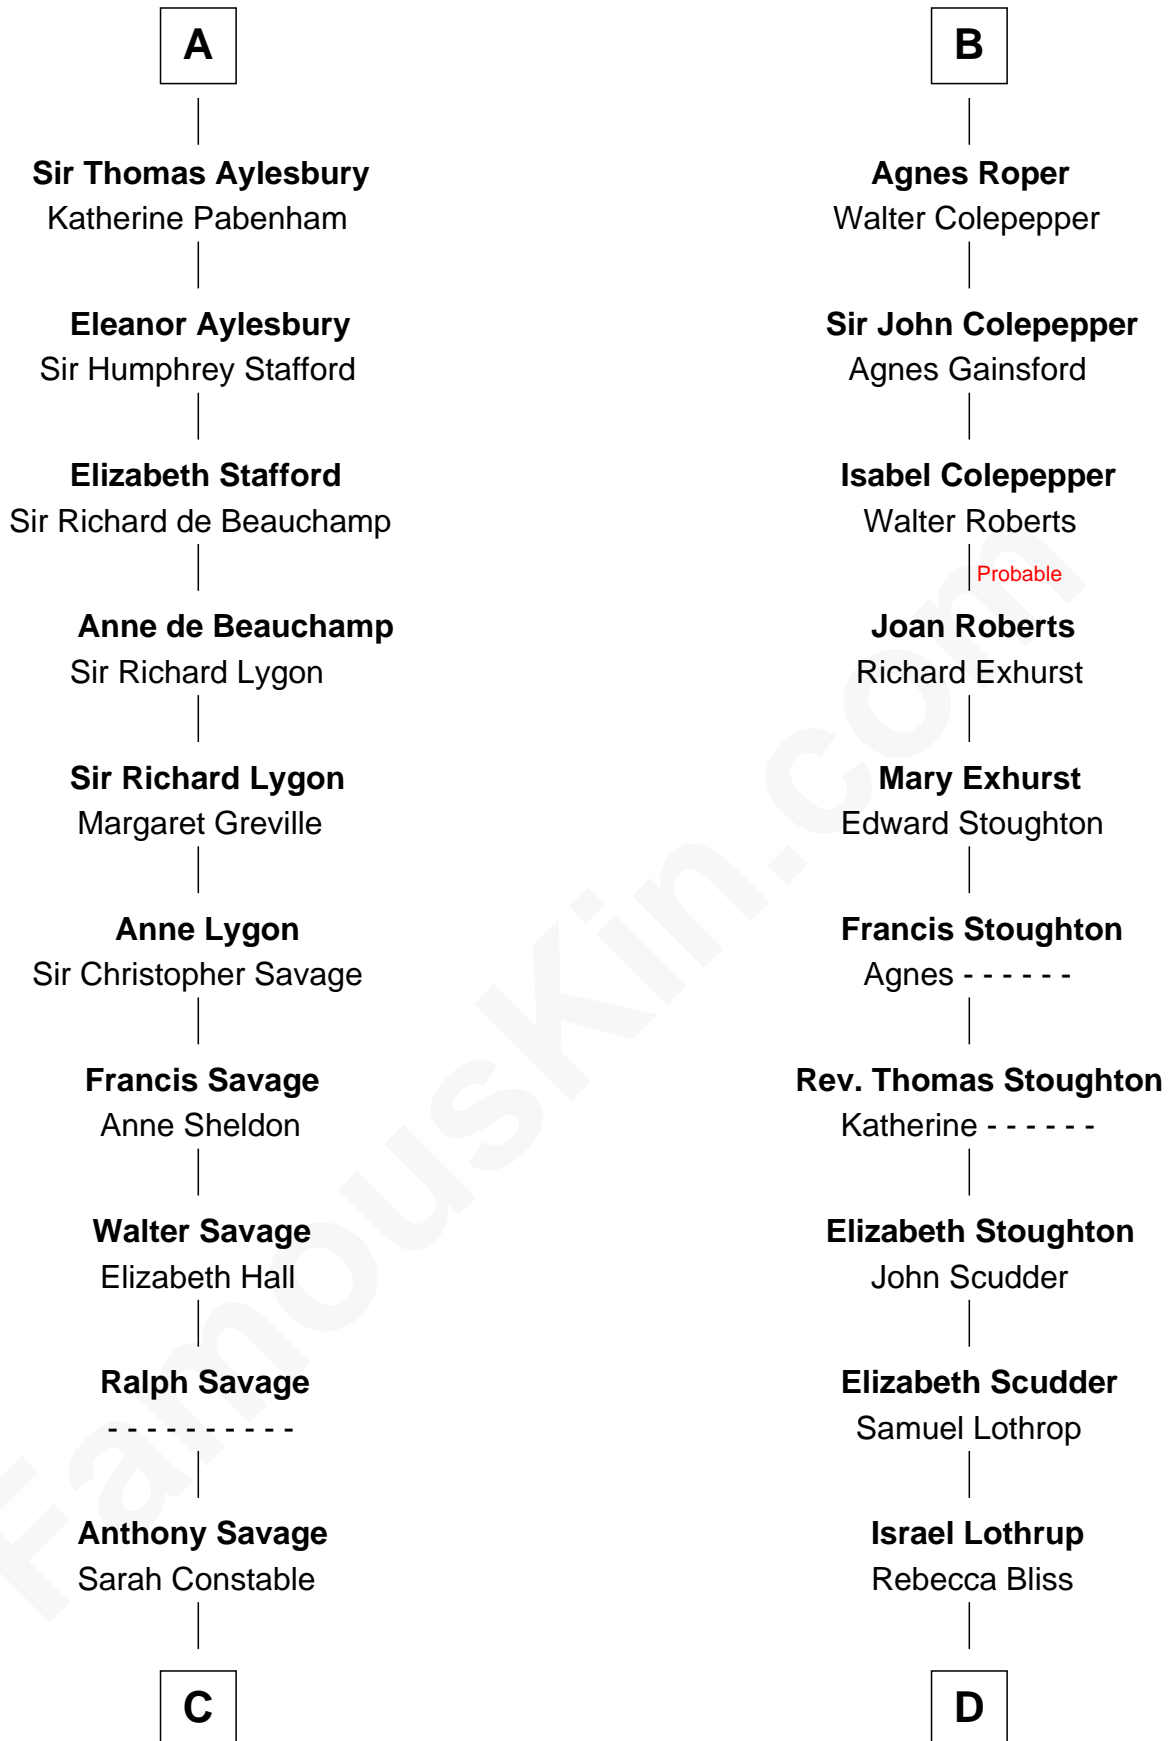 A
Sir Thomas Aylesbury
Katherine Pabenham
Eleanor Aylesbury
Sir Humphrey Stafford
Elizabeth Stafford
Sir Richard de Beauchamp
Anne de Beauchamp
Sir Richard Lygon
Sir Richard Lygon
Margaret Greville
Anne Lygon
Sir Christopher Savage
Francis Savage
Anne Sheldon
Walter Savage
Elizabeth Hall
Ralph Savage
- - - - - - - - - -
Anthony Savage
Sarah Constable
C
B
Agnes Roper
Walter Colepepper
Sir John Colepepper
Agnes Gainsford
Isabel Colepepper
Walter Roberts
Probable
Joan Roberts
Richard Exhurst
Mary Exhurst
Edward Stoughton
Francis Stoughton
Agnes - - - - - -
Rev. Thomas Stoughton
Katherine - - - - - -
Elizabeth Stoughton
John Scudder
Elizabeth Scudder
Samuel Lothrop
Israel Lothrup
Rebecca Bliss
D
FamousKin.com